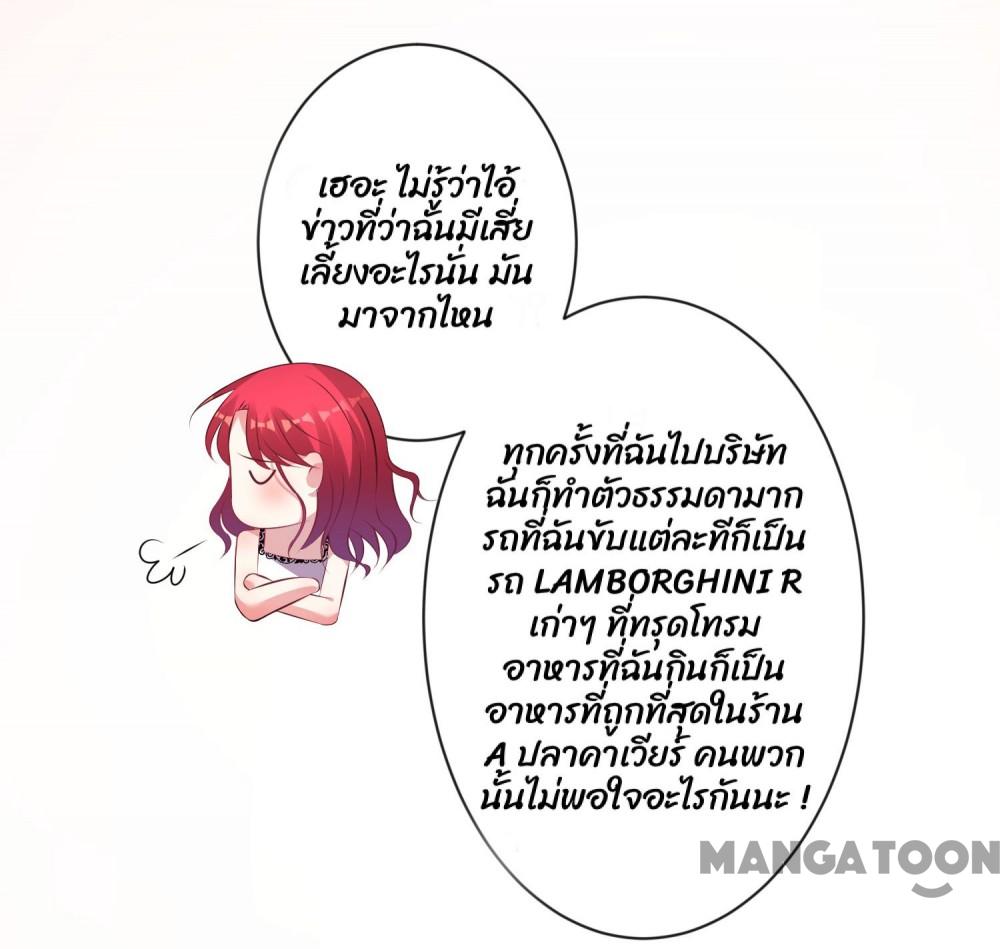 เฮอะ ไม่รู้ว่าไอ้
ข่าวที่ว่าฉันมีเสี่ย
เลี้ยงอะไรนั่น มัน
มาจากไหน
ทุกครั้งที่ฉันไปบริษัท
ฉันก็ทำตัวธรรมดามาก
รถที่ฉันขับแต่ละทีก็เป็น
รถ LAMBORGHINI R
เก่าๆ ที่ทรุดโทรม
อาหารที่ฉันกินก็เป็น
อาหารที่ถูกที่สุดในร้าน
A ปลาคาเวียร์ คนพวก
นั้นไม่พอใจอะไรกันนะ !
MANGATOON